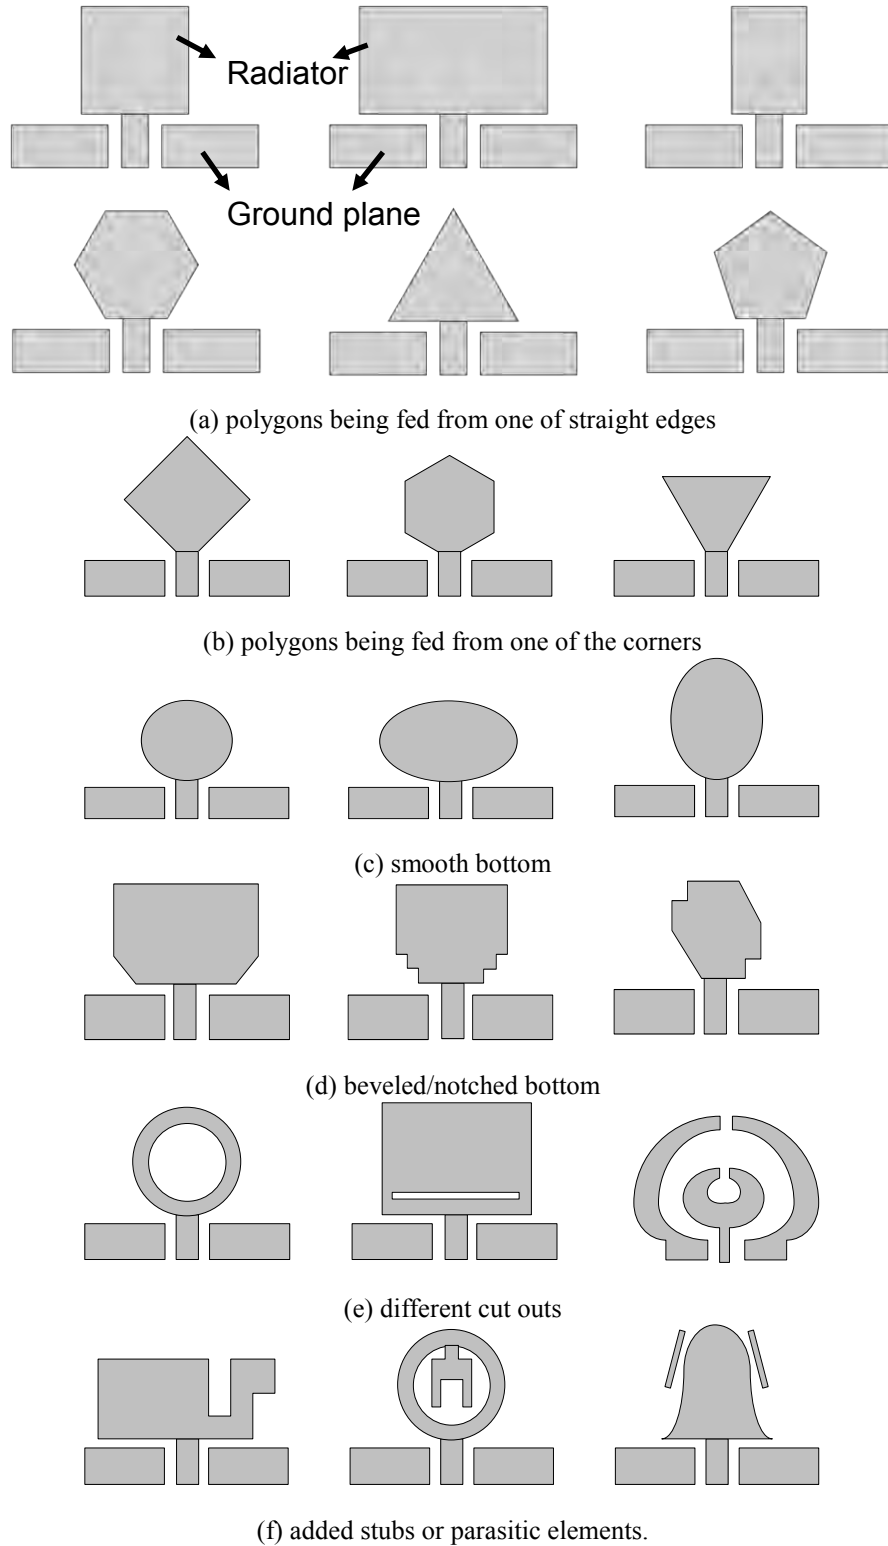 Radiator
Ground plane
(a) polygons being fed from one of straight edges
(b) polygons being fed from one of the corners
(c) smooth bottom
(d) beveled/notched bottom
(e) different cut outs
(f) added stubs or parasitic elements.